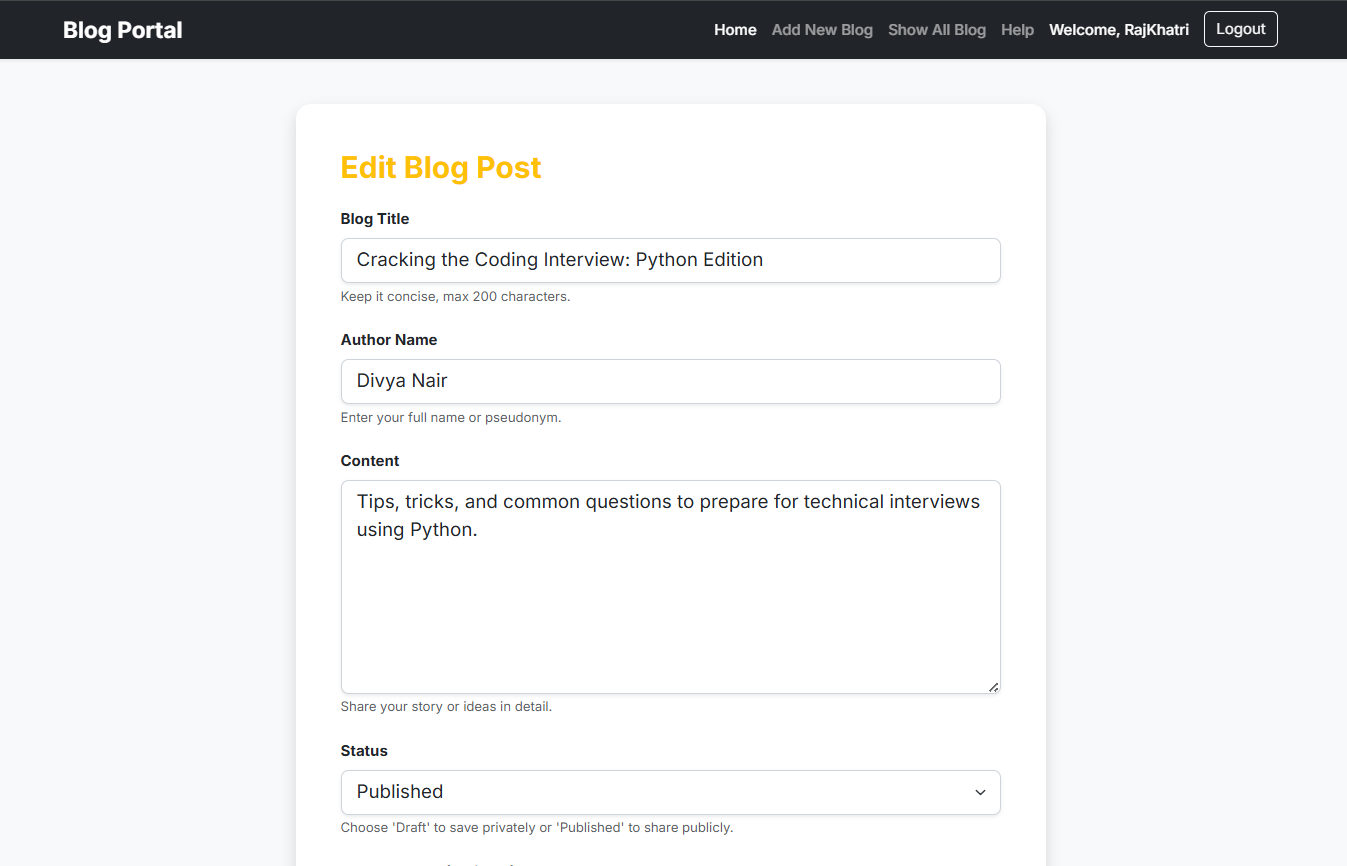 Blog Portal
Home Add New Blog Show All Blog Help Welcome, RajKhatri Logout
Edit Blog Post
Blog Title
Cracking the Coding Interview: Python Edition
Keep it concise, max 200 characters.
Author Name
Divya Nair
Enter your full name or pseudonym.
Content
Tips, tricks, and common questions to prepare for technical interviews
using Python.
Share your story or ideas in detail.
Status
Published
Choose 'Draft' to save privately or 'Published' to share publicly.